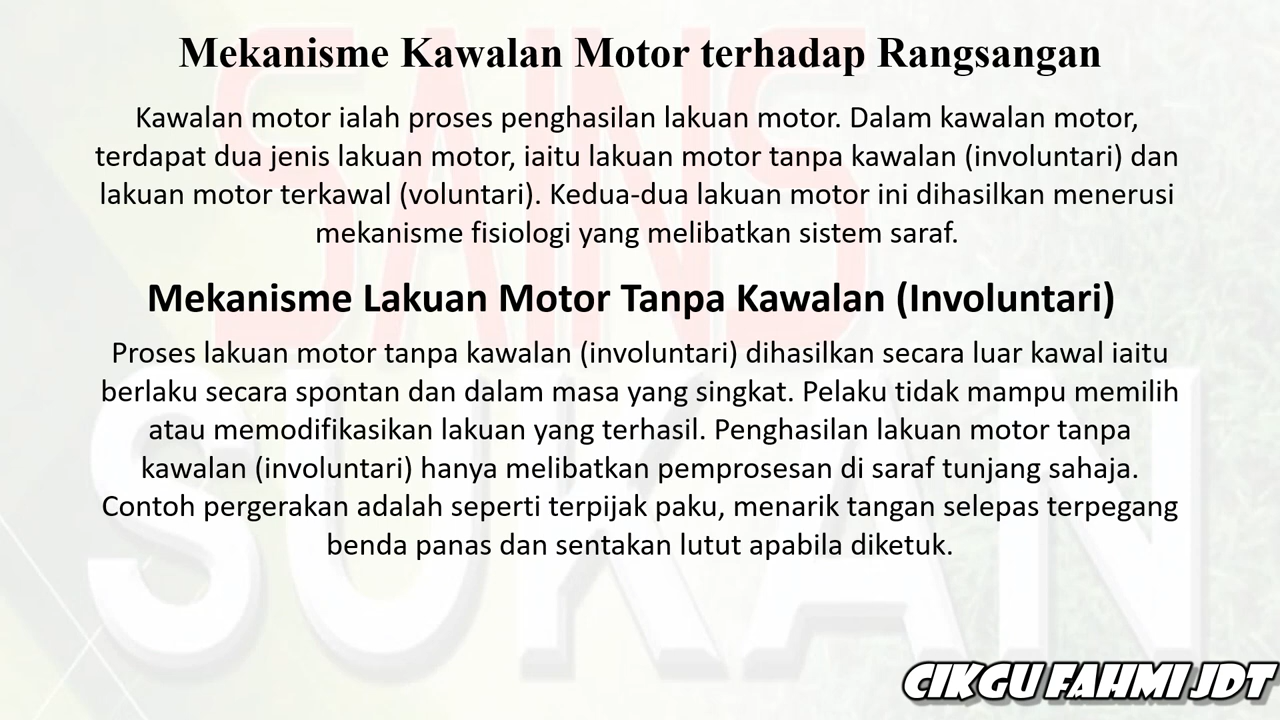 Mekanisme Kawalan Motor terhadap Rangsangan
Kawalan motor ialah proses penghasilan lakuan motor. Dalam kawalan motor,
terdapat dua jenis lakuan motor, iaitu lakuan motor tanpa kawalan (involuntari) dan
lakuan motor terkawal (voluntari). Kedua-dua lakuan motor ini dihasilkan menerusi
mekanisme fisiologi yang melibatkan sistem saraf.
Mekanisme Lakuan Motor Tanpa Kawalan (Involuntari)
Proses lakuan motor tanpa kawalan (involuntari) dihasilkan secara luar kawal iaitu
berlaku secara spontan dan dalam masa yang singkat. Pelaku tidak mampu memilih
atau memodifikasikan lakuan yang terhasil. Penghasilan lakuan motor tanpa
kawalan (involuntari) hanya melibatkan pemprosesan di saraf tunjang sahaja.
Contoh pergerakan adalah seperti terpijak paku, menarik tangan selepas terpegang
benda panas dan sentakan lutut apabila diketuk.
SAINS
SUKAN
CIKGU FAHMI JDT